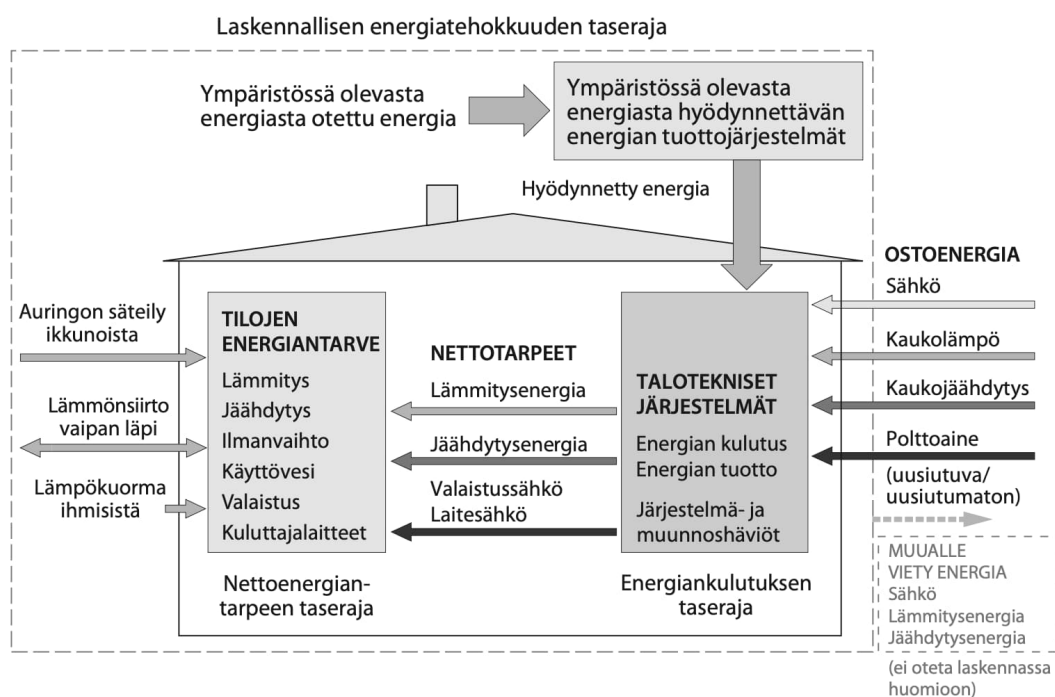 Laskennallisen energiatehokkuuden taseraja
Ympäristössä olevasta
energiasta otettu energia
Ympäristössä olevasta
energiasta hyödynnettävän
energian tuottojärjestelmät
Hyödynnetty energia
Auringon säteily
ikkunoista
Lämmönsiirto
vaipan läpi
Lämpökuorma
ihmisistä
TILOJEN
ENERGIANTARVE
Lämmitys
Jäähdytys
Ilmanvaihto
Käyttövesi
Valaistus
Kuluttajalaitteet
Nettoenergian-
tarpeen taseraja
NETTOTARPEET
Lämmitysenergia
Jäähdytysenergia
Valaistussähkö
Laitesähkö
TALOTEKNISET
JÄRJESTELMÄT
Energian kulutus
Energian tuotto
Järjestelmä- ja
muunnoshäviöt
Energiankulutuksen
taseraja
OSTOENERGIA
Sähkö
Kaukolämpö
Kaukojäähdytys
Polttoaine
(uusiutuva/
uusiutumaton)
MUUALLE
VIETY ENERGIA
Sähkö
Lämmitysenergia
Jäähdytysenergia
(ei oteta laskennassa
huomioon)